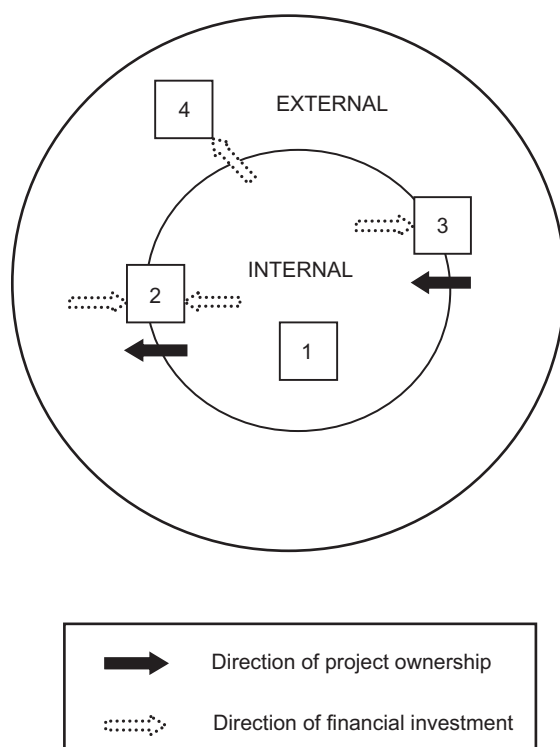 4
EXTERNAL
3
INTERNAL
2
1
Direction of project ownership
Direction of financial investment